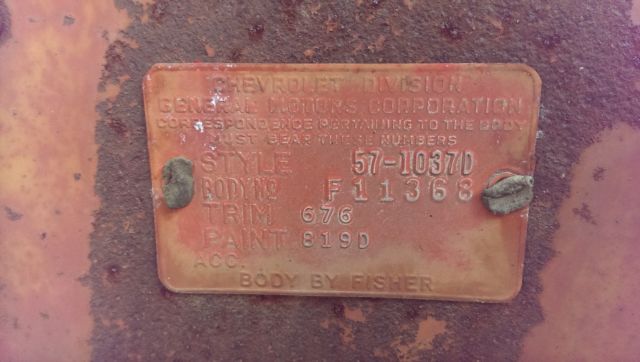 CHEVROLET DIVISION
GENERAL MOTORS CORPORATION
CORRESPONDENCE PERTAINING TO THE BODY
MUST BEAR THESE NUMBERS
STYLE 57-1037D
BODY NO F11368
TRIM 676
PAINT 819D
ACC.
BODY BY FISHER